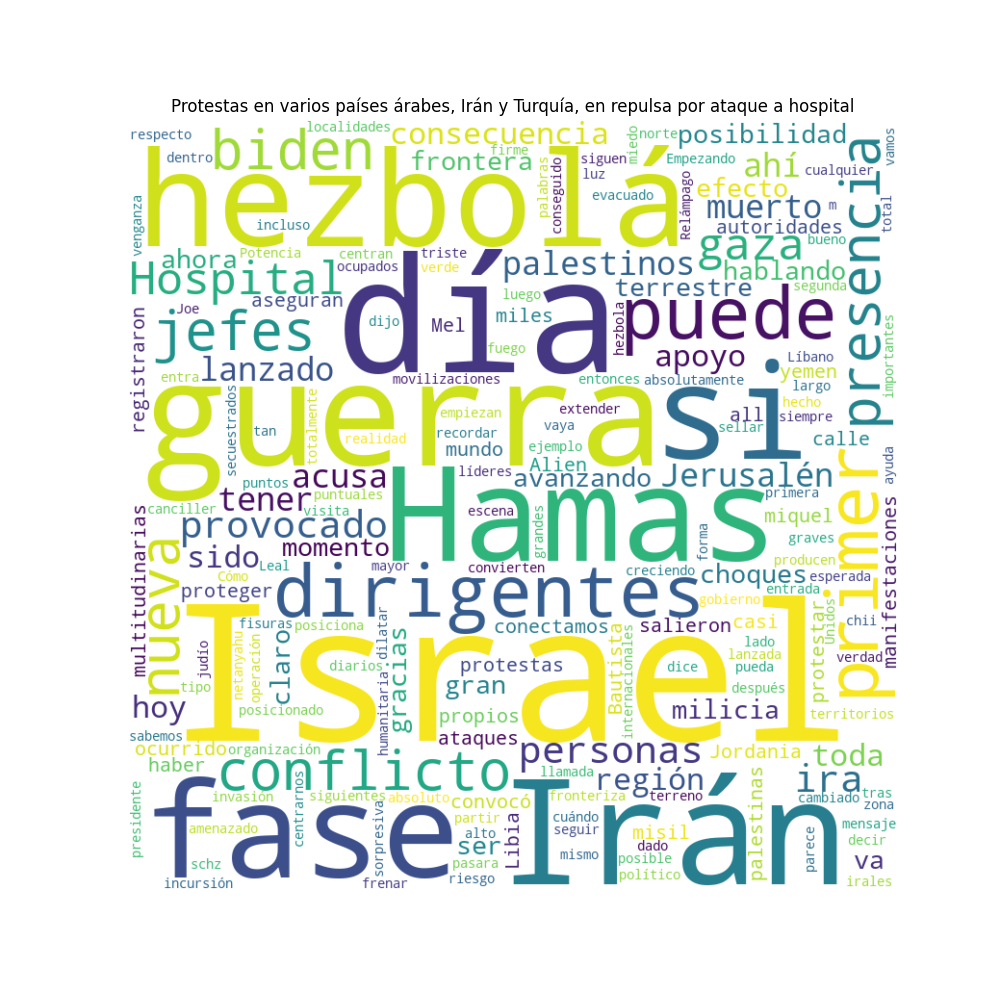 Protestas en varios países árabes, Irán y Turquía, en repulsa por ataque a hospital
respecto
localidades
biden
consecuencia
miedo
norte
posibilidad
vamos
dentro
frontera
firme
palabras
conseguido
siguen
luz
Empezando
ahí
cualquier
presencia
hezbolá
evacuado
Relámpago
efecto
muerto
m
total
venganza
incluso
autoridades
gaza
bueno
ahora
Potencia
centran
triste
palestinos
hablando
Hospital
ocupados
verde
terrestre
segunda
aseguran
día
luego
puede
Joe
jefes
dijo
Mel
miles
hezbola
importantes
registraron
fuego
apoyo
Líbano
entra
lanzado
movilizaciones
entonces
absolutamente
yemen
largo
guerra
si
secuestrados
tan
totalmente
empiezan
extender
hecho
all
siempre
realidad
recordar
vaya
sellar
calle
mundo
ejemplo
ayuda
puntos
acusa
líderes
Alien
avanzando
Jerusalén
canciller
tener
puntuales
visita
Hamas
primera
primer
multitudinarias
provocado
escena
grandes
miquel
manifestaciones
nueva
sido
momento
forma
graves
Cómo
Leal
mayor
convierten
creciendo
choques
producen
esperada
proteger
dirigentes
gobierno
entrada
Israel
fisuras
posiciona
humanitaria
dilatar
conectamos
salieron
casi
protestar
Unidos
chii
judío
netanyahu
operación
claro
diarios
gracias
protestas
Bautista
internacionales
dice
lado
lanzada
pueda
verdad
tipo
gran
después
hoy
posicionado
propios
milicia
territorios
sabemos
ocurrido
organización
ataques
personas
Jordania
toda
haber
conflicto
llamada
región
ira
presidente
invasión
centrarnos
siguientes
absoluto
convocó
fronteriza
terreno
palestinas
cambiado
tras
zona
fase
Irán
amenazado
sorpresiva
partir
alto
ser
Libia
cuándo
seguir
misil
dado
parece
mensaje
decir
schz
pasara
mismo
posible
va
incursión
frenar
riesgo
político
irales